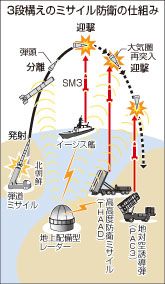 3段構えのミサイル防衛の仕組み
迎撃
弾頭
分離
大気圏
再突入
迎撃
SM3
発射
イージス艦
北朝鮮
弾道
ミサイル
地上配備型
レーダー
高高度防衛ミサイル
(THAAD)
地対空誘導弾
(PAC3)